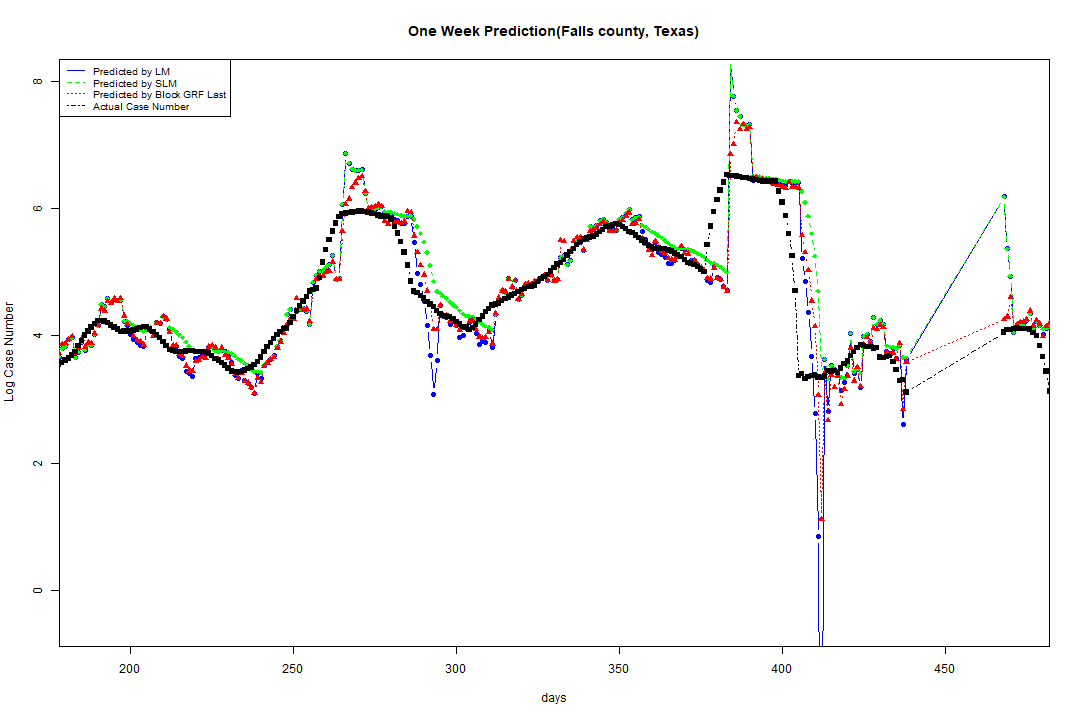 One Week Prediction(Falls county, Texas)
Predicted by LM
Predicted by SLM
Predicted by Block GRF Last
Actual Case Number
8
6
4
2
0
Log Case Number
200
250
300
350
400
450
days